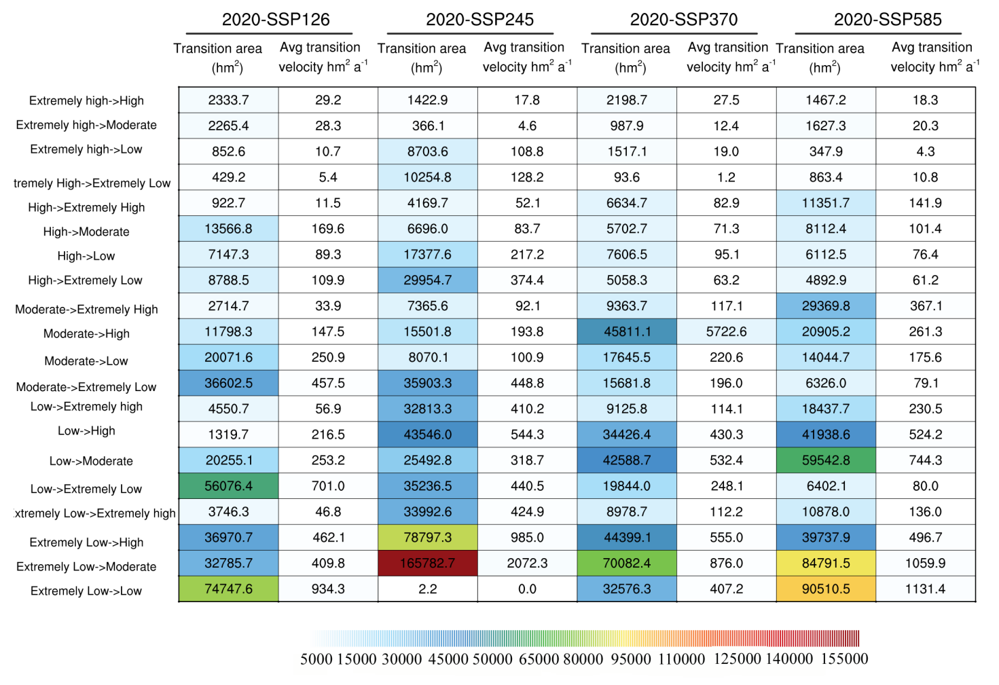 2020-SSP126 2020-SSP245 2020-SSP370 2020-SSP585
Transition area Avg transition Transition area Avg transition Transition area Avg transition Transition area Avg transition
(hm²) velocity hm² a⁻¹ (hm²) velocity hm² a⁻¹ (hm²) velocity hm² a⁻¹ (hm²) velocity hm² a⁻¹
Extremely high->High 2333.7 29.2 1422.9 17.8 2198.7 27.5 1467.2 18.3
Extremely high->Moderate 2265.4 28.3 366.1 4.6 987.9 12.4 1627.3 20.3
Extremely high->Low 852.6 10.7 8703.6 108.8 1517.1 19.0 347.9 4.3
tremely High->Extremely Low 429.2 5.4 10254.8 128.2 93.6 1.2 863.4 10.8
High->Extremely High 922.7 11.5 4169.7 52.1 6634.7 82.9 11351.7 141.9
High->Moderate 13566.8 169.6 6696.0 83.7 5702.7 71.3 8112.4 101.4
High->Low 7147.3 89.3 17377.6 217.2 7606.5 95.1 6112.5 76.4
High->Extremely Low 8788.5 109.9 29954.7 374.4 5058.3 63.2 4892.9 61.2
Moderate->Extremely High 2714.7 33.9 7365.6 92.1 9363.7 117.1 29369.8 367.1
Moderate->High 11798.3 147.5 15501.8 193.8 45811.1 5722.6 20905.2 261.3
Moderate->Low 20071.6 250.9 8070.1 100.9 17645.5 220.6 14044.7 175.6
Moderate->Extremely Low 36602.5 457.5 35903.3 448.8 15681.8 196.0 6326.0 79.1
Low->Extremely high 4550.7 56.9 32813.3 410.2 9125.8 114.1 18437.7 230.5
Low->High 1319.7 216.5 43546.0 544.3 34426.4 430.3 41938.6 524.2
Low->Moderate 20255.1 253.2 25492.8 318.7 42588.7 532.4 59542.8 744.3
Low->Extremely Low 56076.4 701.0 35236.5 440.5 19844.0 248.1 6402.1 80.0
xtremely Low->Extremely high 3746.3 46.8 33992.6 424.9 8978.7 112.2 10878.0 136.0
Extremely Low->High 36970.7 462.1 78797.3 985.0 44399.1 555.0 39737.9 496.7
Extremely Low->Moderate 32785.7 409.8 165782.7 2072.3 70082.4 876.0 84791.5 1059.9
Extremely Low->Low 74747.6 934.3 2.2 0.0 32576.3 407.2 90510.5 1131.4
5000 15000 30000 45000 50000 65000 80000 95000 110000 125000 140000 155000